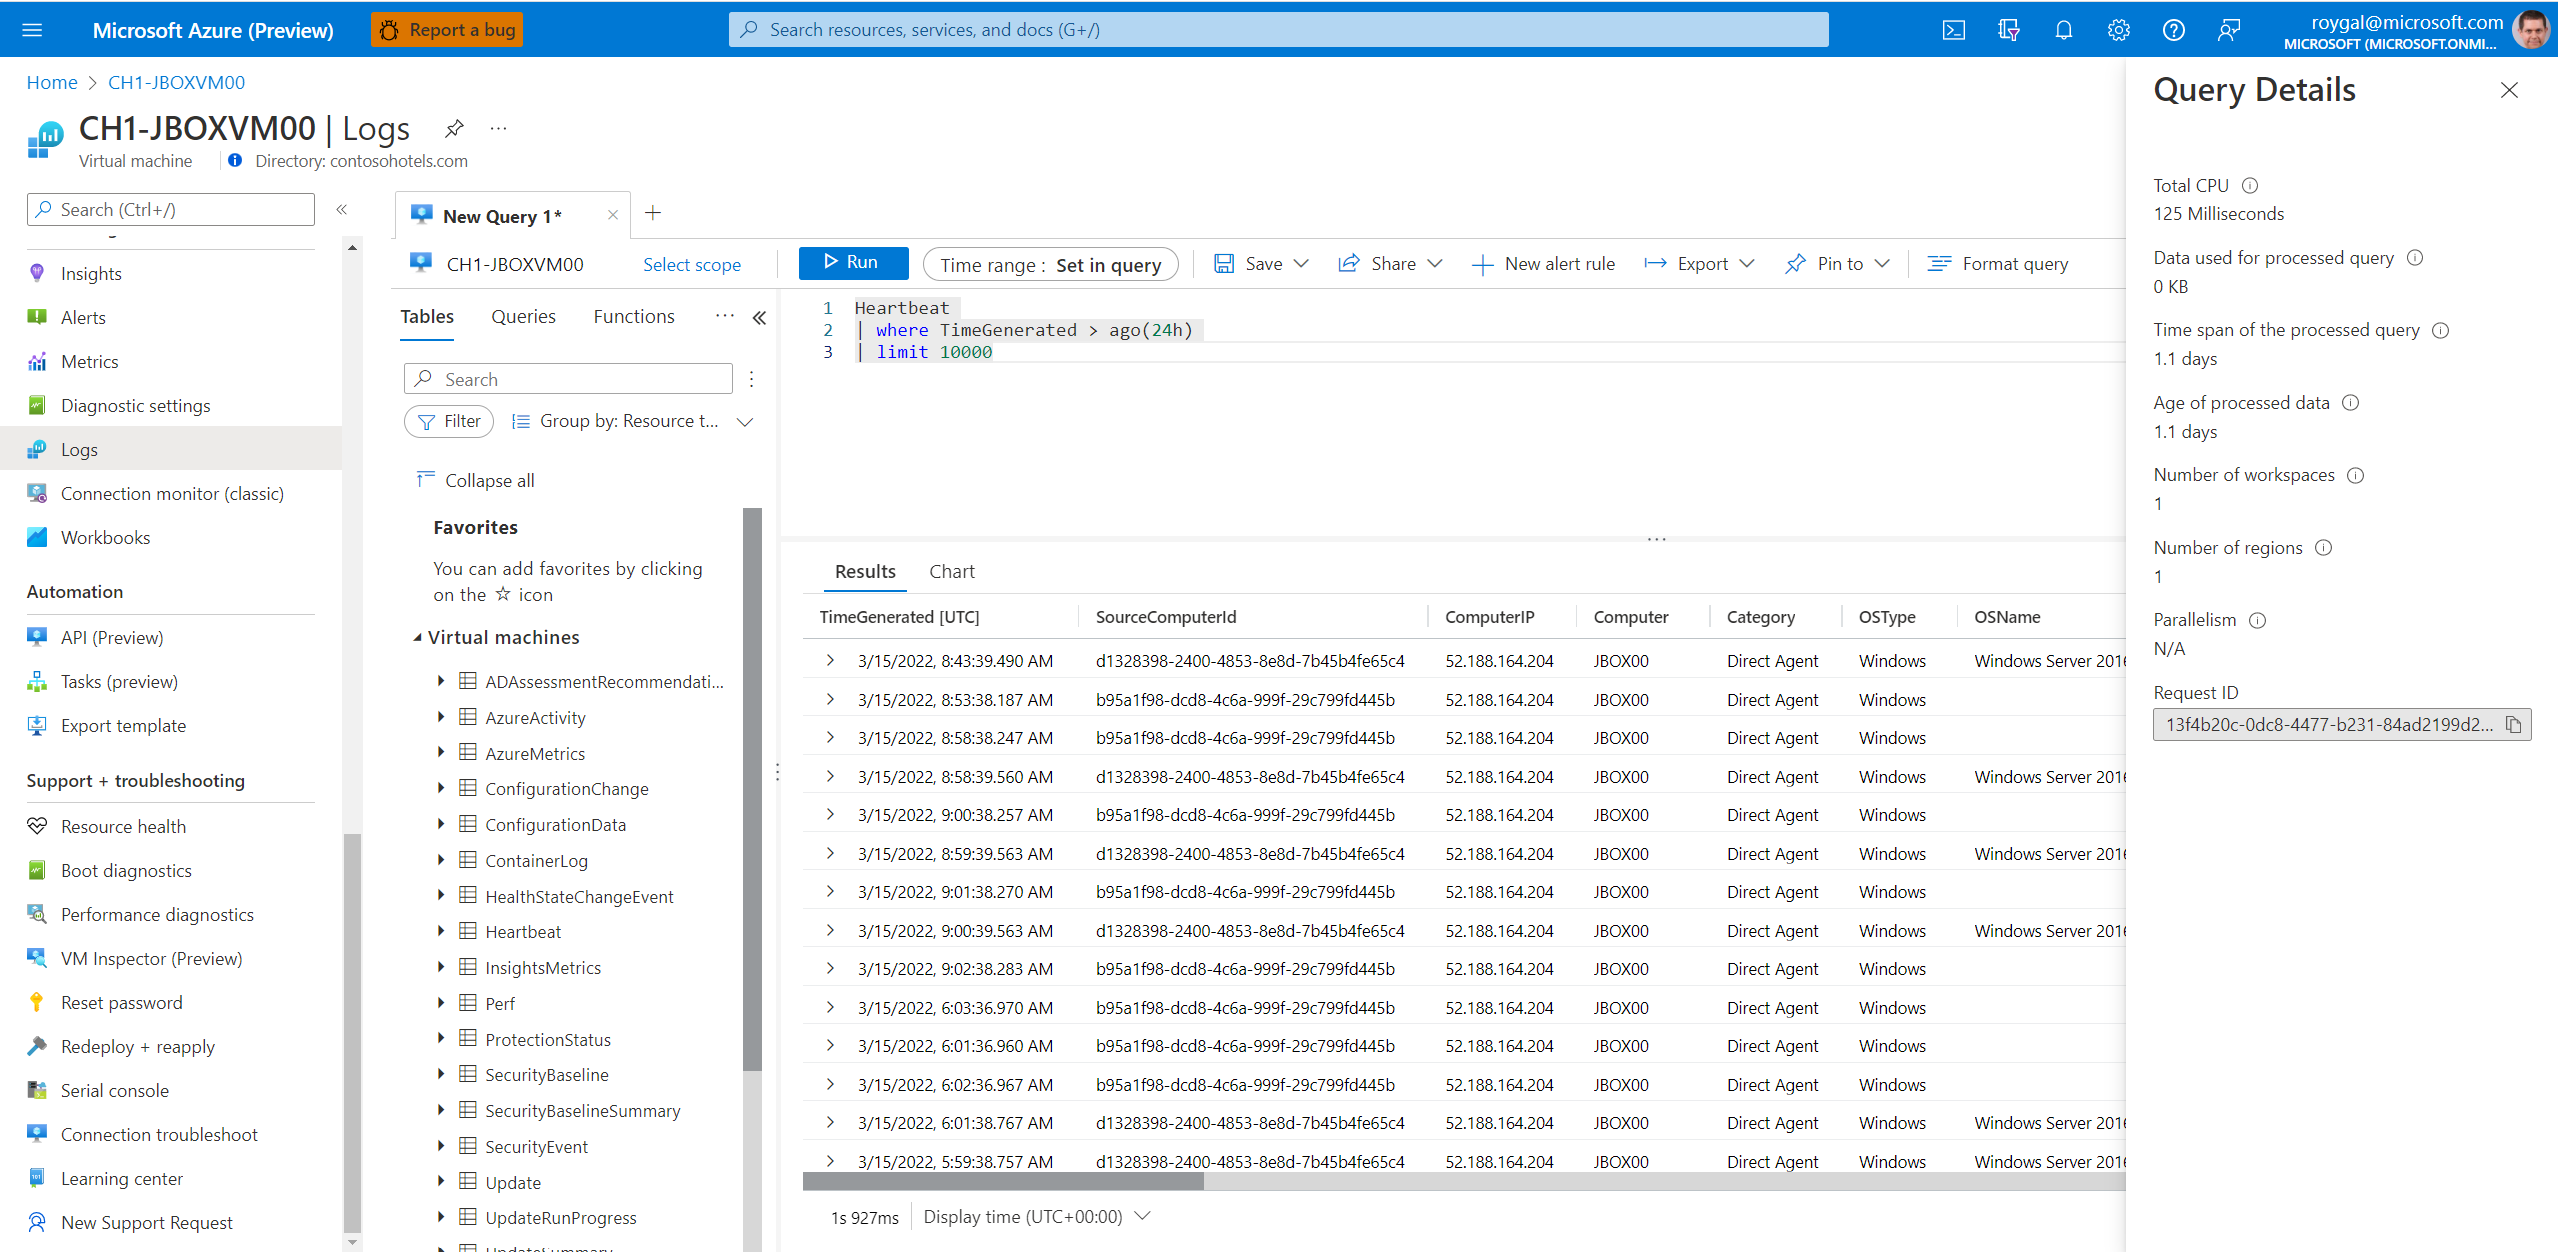 Microsoft Azure (Preview)
Report a bug
Search resources, services, and docs (G+/)
roygal@microsoft.com
MICROSOFT (MICROSOFT.ONMI...
Home > CH1-JBOXVM00
CH1-JBOXVM00 | Logs
Virtual machine
Directory: contosohotels.com
Search (Ctrl+/)
Insights
Alerts
Metrics
Diagnostic settings
Logs
Connection monitor (classic)
Workbooks
Automation
API (Preview)
Tasks (preview)
Export template
Support + troubleshooting
Resource health
Boot diagnostics
Performance diagnostics
VM Inspector (Preview)
Reset password
Redeploy + reapply
Serial console
Connection troubleshoot
Learning center
New Support Request
New Query 1*
CH1-JBOXVM00
Select scope
Run
Time range : Set in query
Save
Share
New alert rule
Export
Pin to
Format query
Tables Queries Functions ...
Search
Filter
Group by: Resource t...
Collapse all
Favorites
You can add favorites by clicking
on the ☆ icon
Virtual machines
ADAssessmentRecommendati...
AzureActivity
AzureMetrics
ConfigurationChange
ConfigurationData
ContainerLog
HealthStateChangeEvent
Heartbeat
InsightsMetrics
Perf
ProtectionStatus
SecurityBaseline
SecurityBaselineSummary
SecurityEvent
Update
UpdateRunProgress
1 Heartbeat
2 | where TimeGenerated > ago(24h)
3 | limit 10000
Results Chart
TimeGenerated [UTC] SourceComputerId ComputerIP Computer Category OSType OSName
3/15/2022, 8:43:39.490 AM d1328398-2400-4853-8e8d-7b45b4fe65c4 52.188.164.204 JBOX00 Direct Agent Windows Windows Server 2016
3/15/2022, 8:53:38.187 AM b95a1f98-dcd8-4c6a-999f-29c799fd445b 52.188.164.204 JBOX00 Direct Agent Windows
3/15/2022, 8:58:38.247 AM b95a1f98-dcd8-4c6a-999f-29c799fd445b 52.188.164.204 JBOX00 Direct Agent Windows
3/15/2022, 8:58:39.560 AM d1328398-2400-4853-8e8d-7b45b4fe65c4 52.188.164.204 JBOX00 Direct Agent Windows Windows Server 2016
3/15/2022, 9:00:38.257 AM b95a1f98-dcd8-4c6a-999f-29c799fd445b 52.188.164.204 JBOX00 Direct Agent Windows
3/15/2022, 8:59:39.563 AM d1328398-2400-4853-8e8d-7b45b4fe65c4 52.188.164.204 JBOX00 Direct Agent Windows Windows Server 2016
3/15/2022, 9:01:38.270 AM b95a1f98-dcd8-4c6a-999f-29c799fd445b 52.188.164.204 JBOX00 Direct Agent Windows
3/15/2022, 9:00:39.563 AM d1328398-2400-4853-8e8d-7b45b4fe65c4 52.188.164.204 JBOX00 Direct Agent Windows Windows Server 2016
3/15/2022, 9:02:38.283 AM b95a1f98-dcd8-4c6a-999f-29c799fd445b 52.188.164.204 JBOX00 Direct Agent Windows
3/15/2022, 6:03:36.970 AM b95a1f98-dcd8-4c6a-999f-29c799fd445b 52.188.164.204 JBOX00 Direct Agent Windows
3/15/2022, 6:01:36.960 AM b95a1f98-dcd8-4c6a-999f-29c799fd445b 52.188.164.204 JBOX00 Direct Agent Windows
3/15/2022, 6:02:36.967 AM b95a1f98-dcd8-4c6a-999f-29c799fd445b 52.188.164.204 JBOX00 Direct Agent Windows
3/15/2022, 6:01:38.767 AM d1328398-2400-4853-8e8d-7b45b4fe65c4 52.188.164.204 JBOX00 Direct Agent Windows Windows Server 2016
3/15/2022, 5:59:38.757 AM d1328398-2400-4853-8e8d-7b45b4fe65c4 52.188.164.204 JBOX00 Direct Agent Windows Windows Server 2016
1s 927ms
Display time (UTC+00:00)
Query Details
Total CPU
125 Milliseconds
Data used for processed query
0 KB
Time span of the processed query
1.1 days
Age of processed data
1.1 days
Number of workspaces
1
Number of regions
1
Parallelism
N/A
Request ID
13f4b20c-0dc8-4477-b231-84ad2199d2...